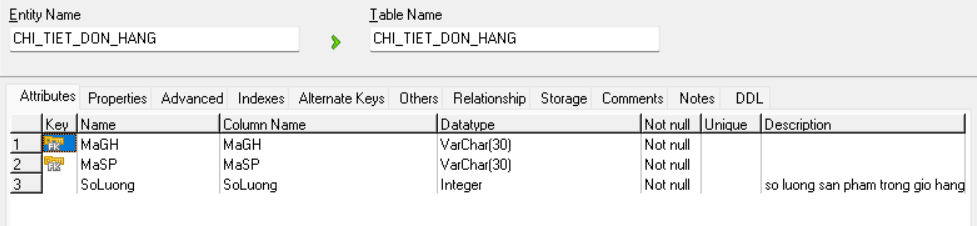 Entity Name Table Name
CHI_TIET_DON_HANG CHI_TIET_DON_HANG
Attributes Properties Advanced Indexes Alternate Keys Others Relationship Storage Comments Notes DDL
Key Name Column Name Datatype Not null Unique Description
1 FK MaGH MaGH VarChar(30) Not null
2 FK MaSP MaSP VarChar(30) Not null
3 SoLuong SoLuong Integer Not null so luong san pham trong gio hang